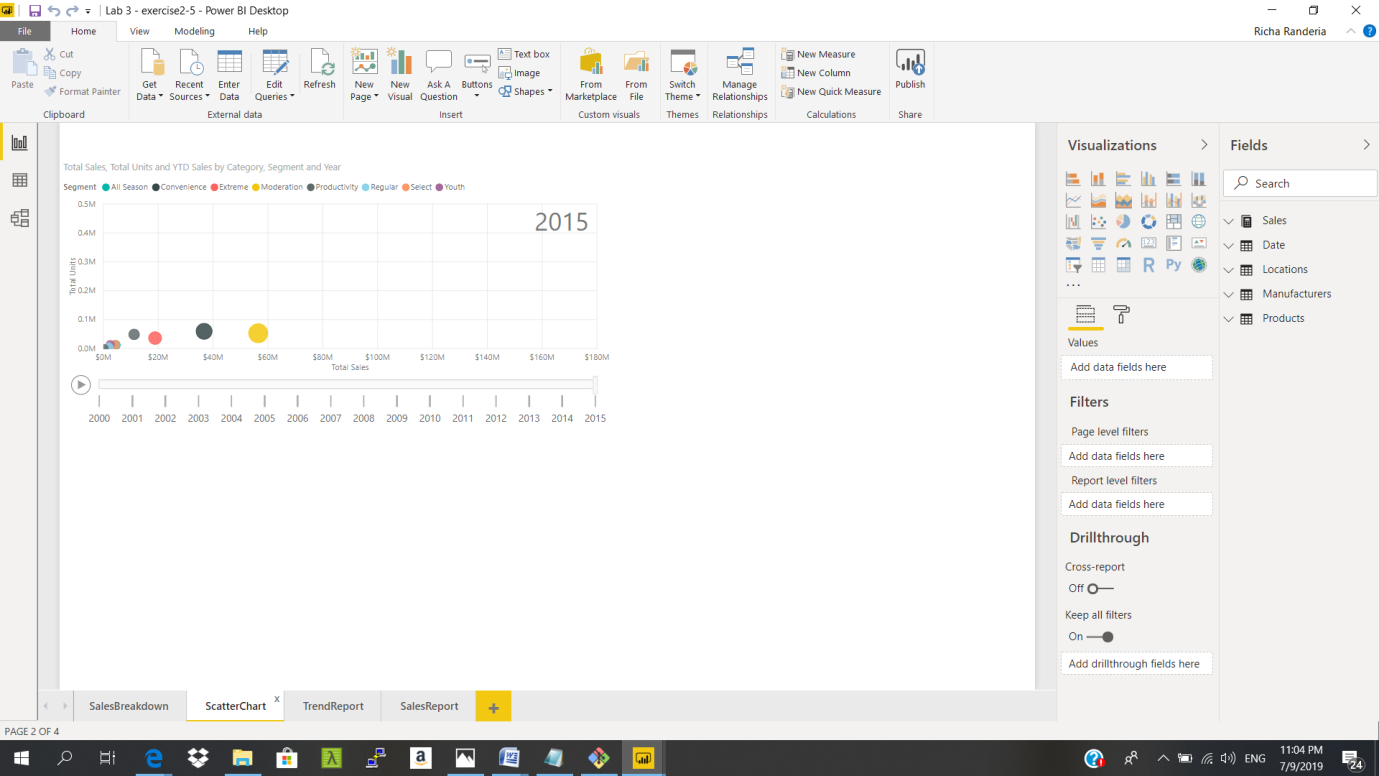 Lab 3 - exercise2-5 - Power BI Desktop
File Home View Modeling Help
Richa Randeria
Paste
Cut
Copy
Format Painter
Clipboard
Get Data
Recent Sources
Enter Data
Edit Queries
Refresh
External data
New Page
New Visual
Ask A Question
Buttons
Text box
Image
Shapes
Insert
From Marketplace
From File
Custom visuals
Switch Theme
Themes
Manage Relationships
Relationships
New Measure
New Column
New Quick Measure
Calculations
Publish
Share
Total Sales, Total Units and YTD Sales by Category, Segment and Year
Segment All Season Convenience Extreme Moderation Productivity Regular Select Youth
2015
0.5M
0.4M
0.3M
0.2M
0.1M
0.0M
Total Units
$0M $20M $40M $60M $80M $100M $120M $140M $160M $180M
Total Sales
2000 2001 2002 2003 2004 2005 2006 2007 2008 2009 2010 2011 2012 2013 2014 2015
Visualizations
R Py
123
...
Values
Add data fields here
Filters
Page level filters
Add data fields here
Report level filters
Add data fields here
Drillthrough
Cross-report
Off
Keep all filters
On
Add drillthrough fields here
Fields
Search
Sales
Date
Locations
Manufacturers
Products
SalesBreakdown ScatterChart x TrendReport SalesReport +
PAGE 2 OF 4
ENG
11:04 PM
7/9/2019
24